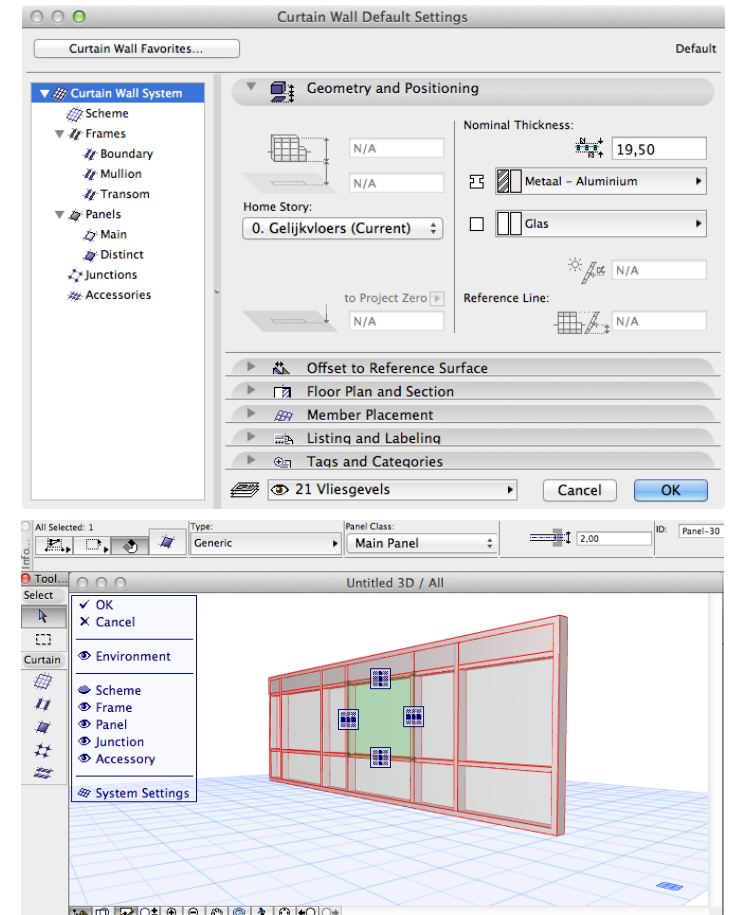 Curtain Wall Default Settings
Curtain Wall Favorites...
Default
Curtain Wall System
Scheme
Frames
Boundary
Mullion
Transom
Panels
Main
Distinct
Junctions
Accessories
Geometry and Positioning
N/A
N/A
Home Story:
0. Gelijkvloers (Current)
to Project Zero
N/A
Nominal Thickness:
19,50
Metaal - Aluminium
Glas
N/A
Reference Line:
N/A
Offset to Reference Surface
Floor Plan and Section
Member Placement
Listing and Labeling
Tags and Categories
21 Vliesgevels
Cancel
OK
All Selected: 1
Type:
Generic
Panel Class:
Main Panel
2,00
ID:
Panel-30
Info...
Tool...
Select
Curtain
Untitled 3D / All
OK
Cancel
Environment
Scheme
Frame
Panel
Junction
Accessory
System Settings